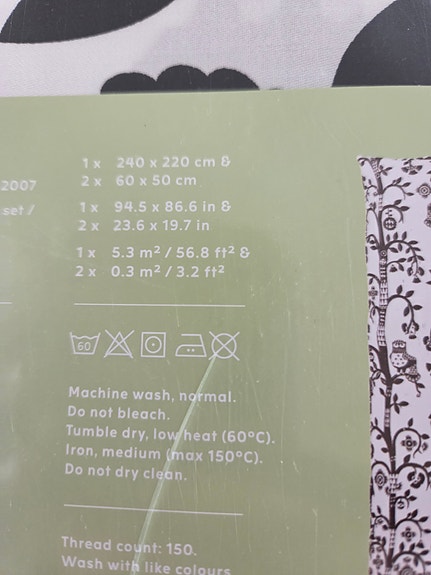 2007
set /
1 x 240 x 220 cm &
2 x 60 x 50 cm
1 x 94.5 x 86.6 in &
2 x 23.6 x 19.7 in
1 x 5.3 m² / 56.8 ft² &
2 x 0.3 m² / 3.2 ft²
60
Machine wash, normal.
Do not bleach.
Tumble dry, low heat (60°C).
Iron, medium (max 150°C).
Do not dry clean.
Thread count: 150.
Wash with like colours